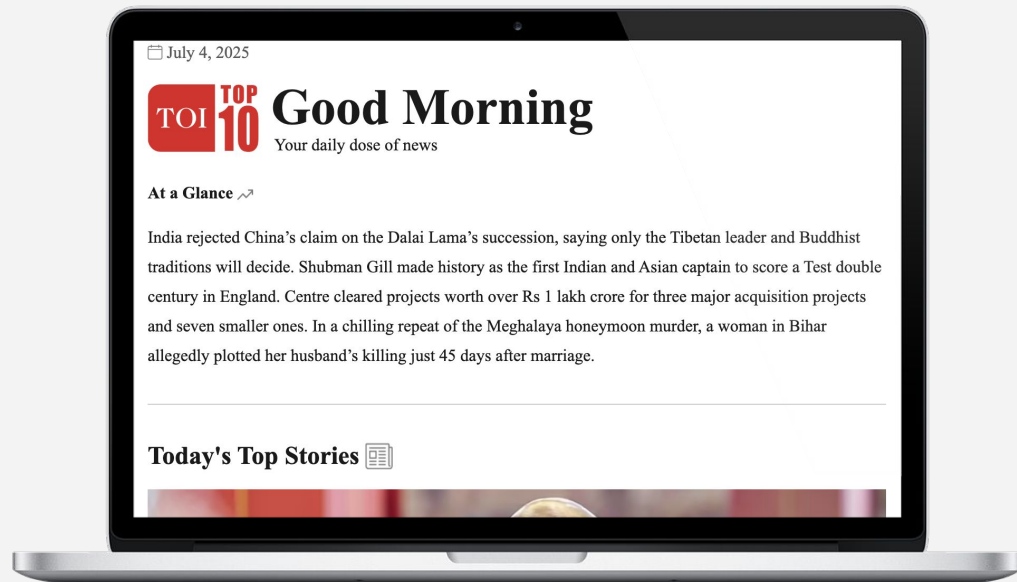 July 4, 2025
TOI TOP 10
Good Morning
Your daily dose of news
At a Glance
India rejected China’s claim on the Dalai Lama’s succession, saying only the Tibetan leader and Buddhist
traditions will decide. Shubman Gill made history as the first Indian and Asian captain to score a Test double
century in England. Centre cleared projects worth over Rs 1 lakh crore for three major acquisition projects
and seven smaller ones. In a chilling repeat of the Meghalaya honeymoon murder, a woman in Bihar
allegedly plotted her husband’s killing just 45 days after marriage.
Today's Top Stories